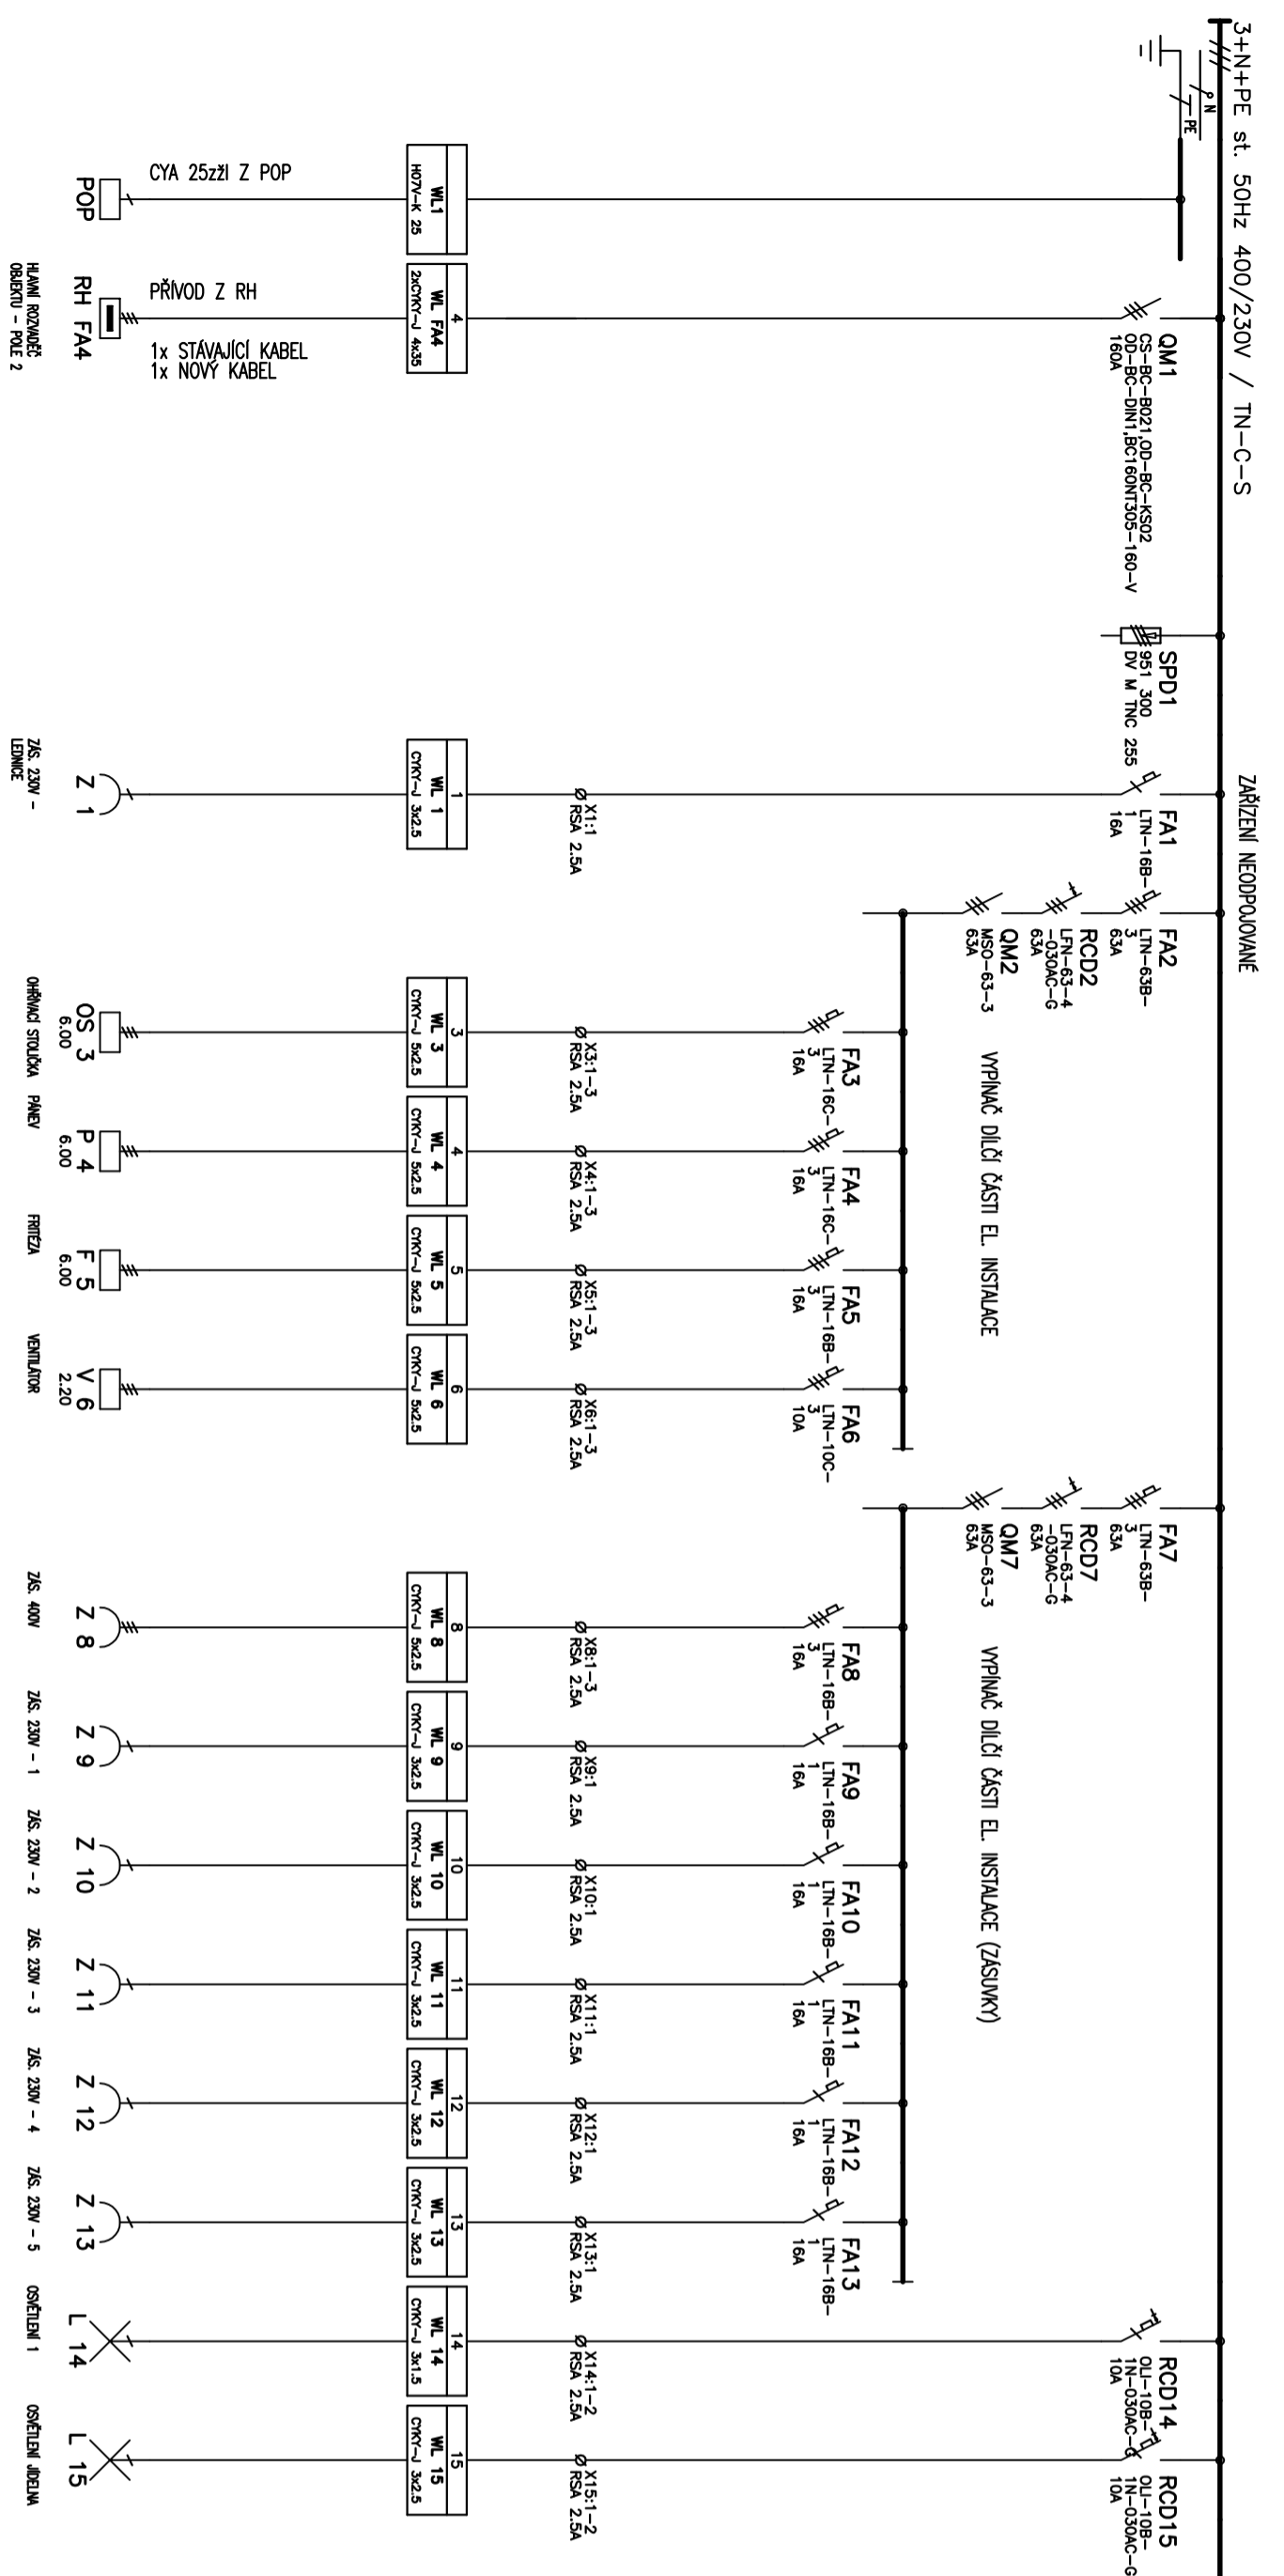 3+N+PE st. 50Hz 400/230V / TN-C-S
N
PE
ZAŘÍZENÍ NEODPOJOVANÉ
QM1
CS-BC-B021,OD-BC-KS02
OD-BC-DIN1,BC160NT305-160-V
160A
SPD1
951 300
DV M TNC 255
FA1
LTN-16B-
1
16A
FA2
LTN-63B-
3
63A
RCD2
LFN-63-4
-030AC-G
63A
QM2
MSO-63-3
63A
VYPÍNAČ DÍLČÍ ČÁSTI EL. INSTALACE
FA7
LTN-63B-
3
63A
RCD7
LFN-63-4
-030AC-G
63A
QM7
MSO-63-3
63A
VYPÍNAČ DÍLČÍ ČÁSTI EL. INSTALACE (ZÁSUVKY)
RCD14
OLI-10B-
1N-030AC-G
10A
RCD15
OLI-10B-
1N-030AC-G
10A
FA3
LTN-16C-
3
16A
FA4
LTN-16C-
3
16A
FA5
LTN-16B-
3
16A
FA6
LTN-10C-
3
10A
FA8
LTN-16B-
3
16A
FA9
LTN-16B-
1
16A
FA10
LTN-16B-
1
16A
FA11
LTN-16B-
1
16A
FA12
LTN-16B-
1
16A
FA13
LTN-16B-
1
16A
X1:1
RSA 2.5A
X3:1-3
RSA 2.5A
X4:1-3
RSA 2.5A
X5:1-3
RSA 2.5A
X6:1-3
RSA 2.5A
X8:1-3
RSA 2.5A
X9:1
RSA 2.5A
X10:1
RSA 2.5A
X11:1
RSA 2.5A
X12:1
RSA 2.5A
X13:1
RSA 2.5A
X14:1-2
RSA 2.5A
X15:1-2
RSA 2.5A
WL1
H07V-K 25
4
WL FA4
2xCYKY-J 4x35
1
WL 1
CYKY-J 3x2.5
3
WL 3
CYKY-J 5x2.5
4
WL 4
CYKY-J 5x2.5
5
WL 5
CYKY-J 5x2.5
6
WL 6
CYKY-J 5x2.5
8
WL 8
CYKY-J 5x2.5
9
WL 9
CYKY-J 3x2.5
10
WL 10
CYKY-J 3x2.5
11
WL 11
CYKY-J 3x2.5
12
WL 12
CYKY-J 3x2.5
13
WL 13
CYKY-J 3x2.5
14
WL 14
CYKY-J 3x1.5
15
WL 15
CYKY-J 3x2.5
CYA 25zžl Z POP
PŘÍVOD Z RH
1x STÁVAJÍCÍ KABEL
1x NOVÝ KABEL
POP
RH FA4
HLAVNÍ ROZVADĚČ
OBJEKTU - POLE 2
Z 1
ZÁS. 230V -
LEDNICE
OS 3
6.00
OHŘÍVACÍ STOLIČKA
P 4
6.00
PÁNEV
F 5
6.00
FRITÉZA
V 6
2.20
VENTILÁTOR
Z 8
ZÁS. 400V
Z 9
ZÁS. 230V - 1
Z 10
ZÁS. 230V - 2
Z 11
ZÁS. 230V - 3
Z 12
ZÁS. 230V - 4
Z 13
ZÁS. 230V - 5
L 14
OSVĚTLENÍ 1
L 15
OSVĚTLENÍ JÍDELNA